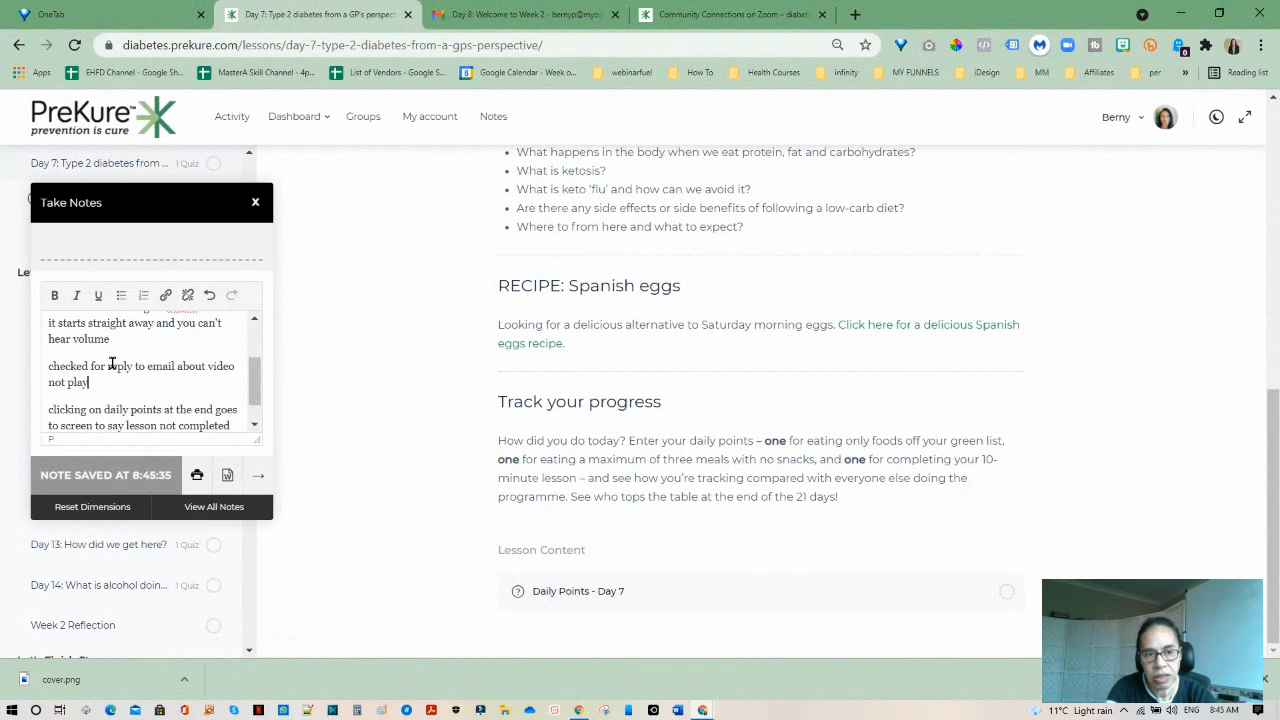 OneTab
Day 7: Type 2 diabetes from a GP's perspect
Day 8: Welcome to Week 2 - berny@myos
Community Connections on Zoom – diabete
diabetes.preKure.com/lessons/day-7-type-2-diabetes-from-a-gps-perspective/
Apps
EHFD Channel - Google Sh...
MasterA Skill Channel - 4p...
List of Vendors - Google S...
Google Calendar - Week o...
webinarfuel
How To
Health Courses
infinity
MY FUNNELS
iDesign
MM
Affiliates
per
»
Reading list
PreKure™
prevention is cure
Activity
Dashboard
Groups
My account
Notes
Berny
Day 7: Type 2 diabetes from ...
1 Quiz
Take Notes
X
it starts straight away and you can't
hear volume
checked for reply to email about video
not play
clicking on daily points at the end goes
to screen to say lesson not completed
P
NOTE SAVED AT 8:45:35
Reset Dimensions
View All Notes
Day 13: How did we get here?
1 Quiz
Day 14: What is alcohol doin...
1 Quiz
Week 2 Reflection
What happens in the body when we eat protein, fat and carbohydrates?
What is ketosis?
What is keto 'flu' and how can we avoid it?
Are there any side effects or side benefits of following a low-carb diet?
Where to from here and what to expect?
RECIPE: Spanish eggs
Looking for a delicious alternative to Saturday morning eggs. Click here for a delicious Spanish
eggs recipe.
Track your progress
How did you do today? Enter your daily points – one for eating only foods off your green list,
one for eating a maximum of three meals with no snacks, and one for completing your 10-
minute lesson – and see how you're tracking compared with everyone else doing the
programme. See who tops the table at the end of the 21 days!
Lesson Content
Daily Points - Day 7
cover.png
11°C rain
ENG
8:45 AM